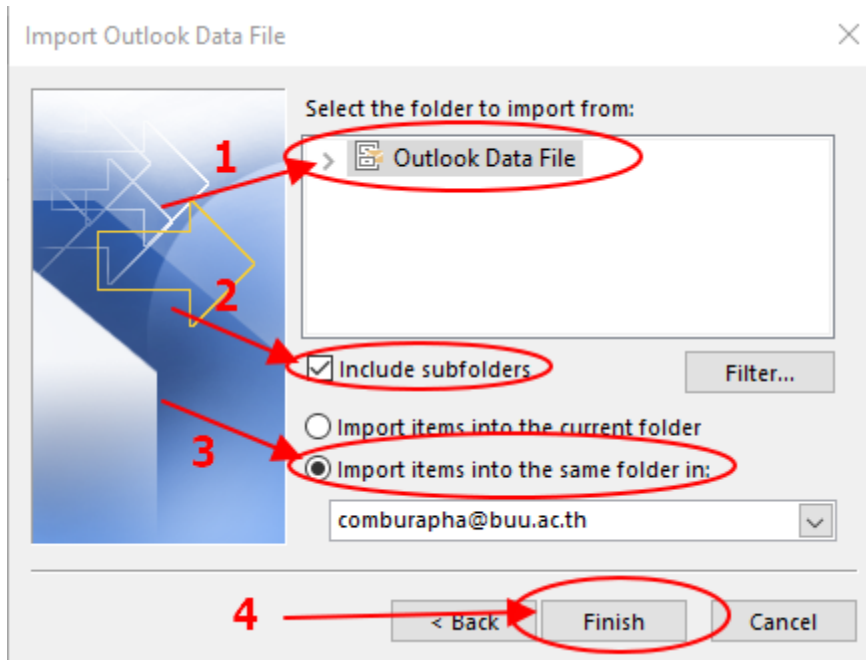 Import Outlook Data File
Select the folder to import from:
1
Outlook Data File
2
Include subfolders
Filter...
Import items into the current folder
3
Import items into the same folder in:
comburapha@buu.ac.th
4
< Back
Finish
Cancel